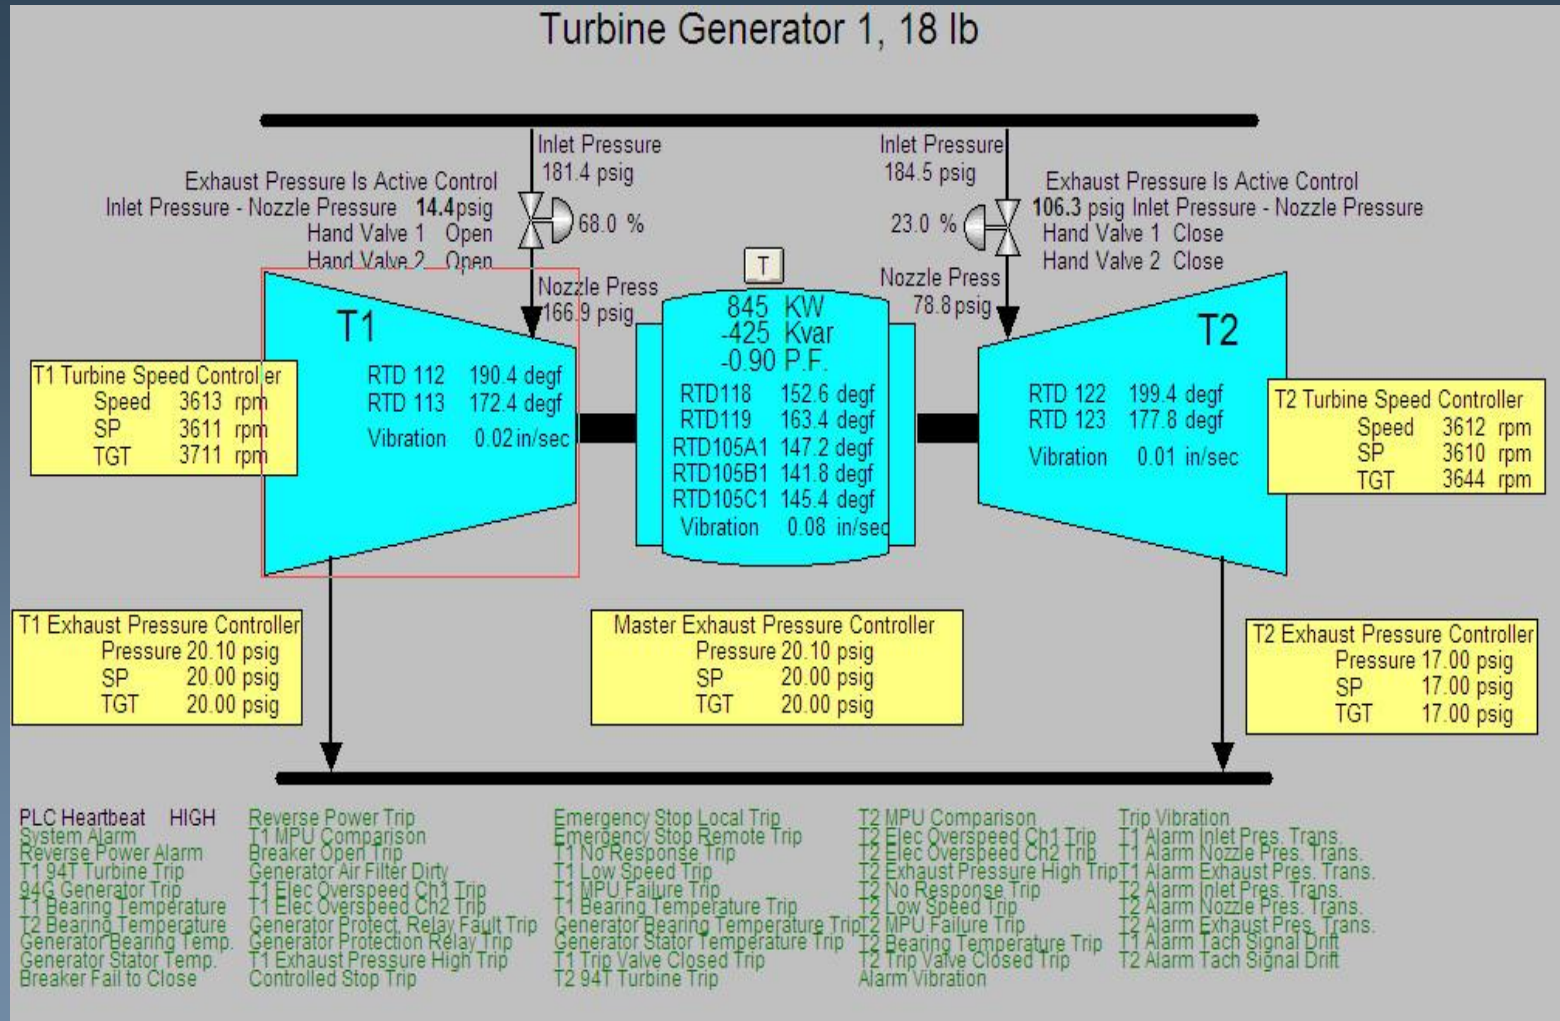 Turbine Generator 1, 18 lb
Inlet Pressure
181.4 psig
Exhaust Pressure Is Active Control
Inlet Pressure - Nozzle Pressure 14.4psig
Hand Valve 1 Open
Hand Valve 2 Open
68.0 %
Nozzle Press
166.9 psig
Inlet Pressure
184.5 psig
Exhaust Pressure Is Active Control
106.3 psig Inlet Pressure - Nozzle Pressure
Hand Valve 1 Close
Hand Valve 2 Close
23.0 %
Nozzle Press
78.8 psig
T
T1
RTD 112 190.4 degf
RTD 113 172.4 degf
Vibration 0.02 in/sec
845 KW
-425 Kvar
-0.90 P.F.
RTD118 152.6 degf
RTD119 163.4 degf
RTD105A1 147.2 degf
RTD105B1 141.8 degf
RTD105C1 145.4 degf
Vibration 0.08 in/sec
T2
RTD 122 199.4 degf
RTD 123 177.8 degf
Vibration 0.01 in/sec
T1 Turbine Speed Controller
Speed 3613 rpm
SP 3611 rpm
TGT 3711 rpm
T2 Turbine Speed Controller
Speed 3612 rpm
SP 3610 rpm
TGT 3644 rpm
T1 Exhaust Pressure Controller
Pressure 20.10 psig
SP 20.00 psig
TGT 20.00 psig
Master Exhaust Pressure Controller
Pressure 20.10 psig
SP 20.00 psig
TGT 20.00 psig
T2 Exhaust Pressure Controller
Pressure 17.00 psig
SP 17.00 psig
TGT 17.00 psig
PLC Heartbeat HIGH
System Alarm
Reverse Power Alarm
T1 94T Turbine Trip
94G Generator Trip
T1 Bearing Temperature
T2 Bearing Temperature
Generator Bearing Temp.
Generator Stator Temp.
Breaker Fail to Close
Reverse Power Trip
T1 MPU Comparison
Breaker Open Trip
Generator Air Filter Dirty
T1 Elec Overspeed Ch1 Trip
T1 Elec Overspeed Ch2 Trip
Generator Protect. Relay Fault Trip
Generator Protection Relay Trip
T1 Exhaust Pressure High Trip
Controlled Stop Trip
Emergency Stop Local Trip
Emergency Stop Remote Trip
T1 No Response Trip
T1 Low Speed Trip
T1 MPU Failure Trip
T1 Bearing Temperature Trip
Generator Bearing Temperature Trip
Generator Stator Temperature Trip
T1 Trip Valve Closed Trip
T2 94T Turbine Trip
T2 MPU Comparison
T2 Elec Overspeed Ch1 Trip
T2 Elec Overspeed Ch2 Trip
T2 Exhaust Pressure High Trip
T2 No Response Trip
T2 Low Speed Trip
T2 MPU Failure Trip
T2 Bearing Temperature Trip
T2 Trip Valve Closed Trip
Alarm Vibration
Trip Vibration
T1 Alarm Inlet Pres. Trans.
T1 Alarm Nozzle Pres. Trans.
T1 Alarm Exhaust Pres. Trans.
T2 Alarm Inlet Pres. Trans.
T2 Alarm Nozzle Pres. Trans.
T2 Alarm Exhaust Pres. Trans.
T1 Alarm Tach Signal Drift
T2 Alarm Tach Signal Drift